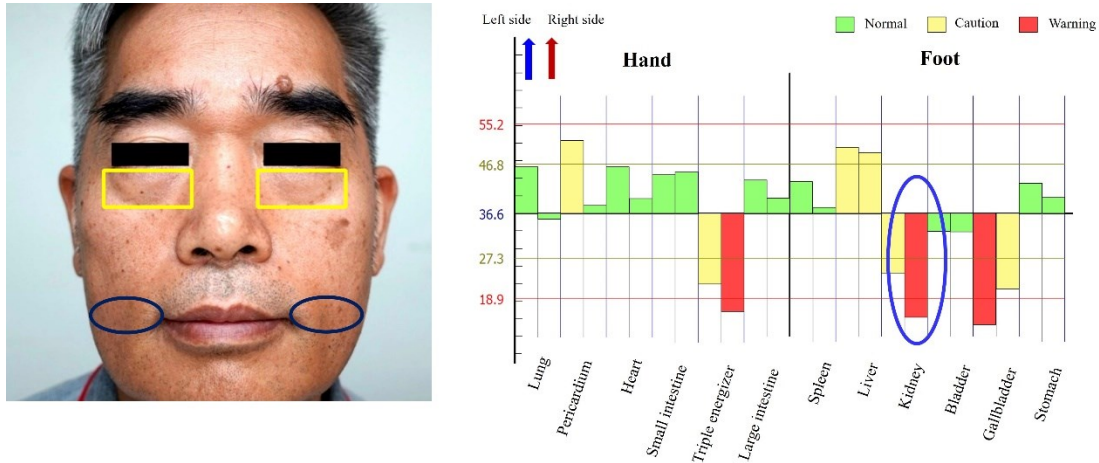 Left side Right side
Normal Caution Warning
Hand Foot
55.2
46.8
36.6
27.3
18.9
Lung
Pericardium
Heart
Small intestine
Triple energizer
Large intestine
Spleen
Liver
Kidney
Bladder
Gallbladder
Stomach